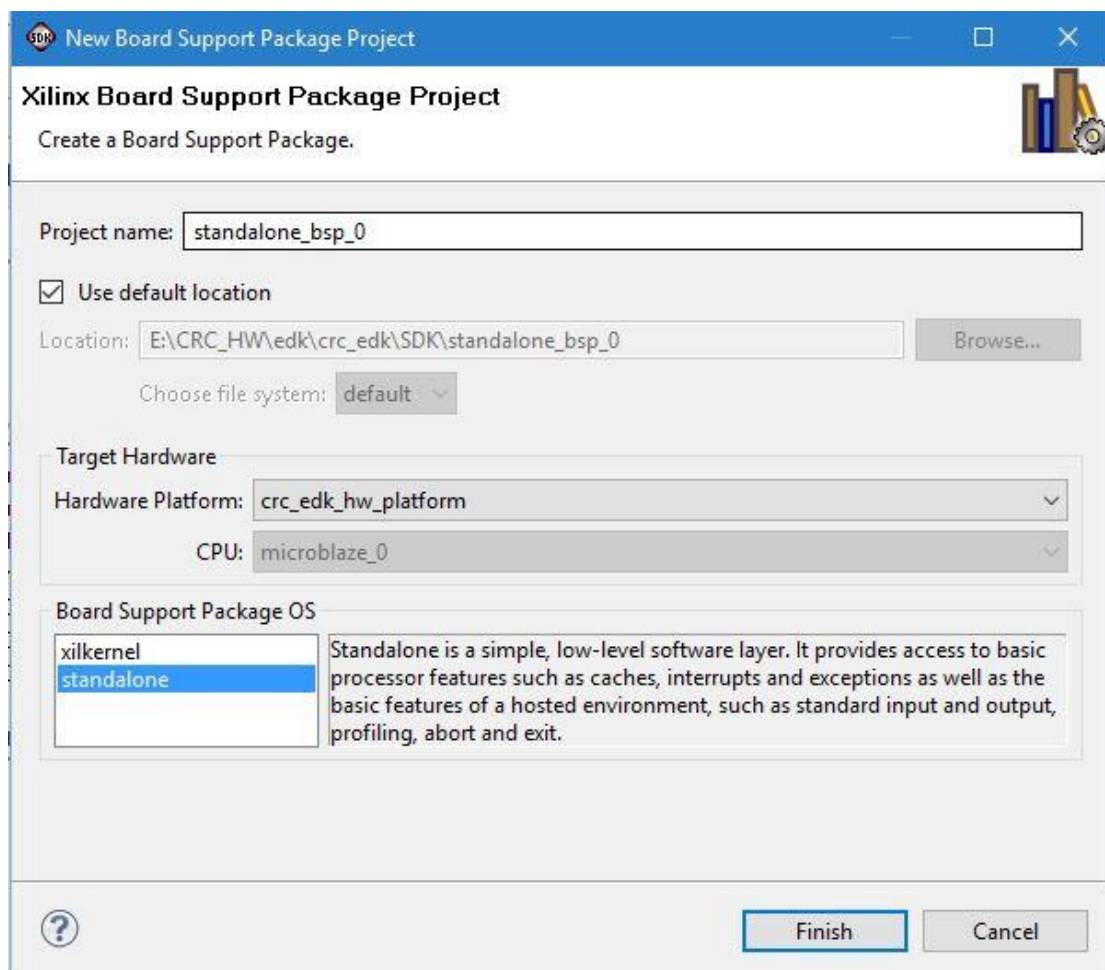 SDK New Board Support Package Project
Xilinx Board Support Package Project
Create a Board Support Package.
Project name: standalone_bsp_0
Use default location
Location: E:\CRC_HW\edk\crc_edk\SDK\standalone_bsp_0 Browse...
Choose file system: default
Target Hardware
Hardware Platform: crc_edk_hw_platform
CPU: microblaze_0
Board Support Package OS
xilkernel
standalone
Standalone is a simple, low-level software layer. It provides access to basic
processor features such as caches, interrupts and exceptions as well as the
basic features of a hosted environment, such as standard input and output,
profiling, abort and exit.
? Finish Cancel